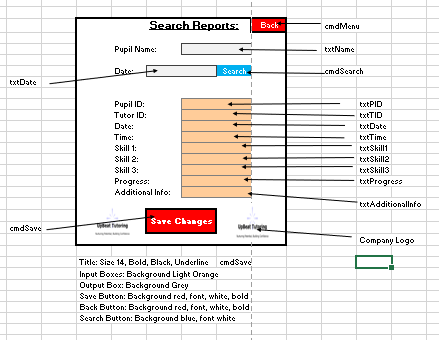 Search Reports: Back cmdMenu
Pupil Name: txtName
Date: Search cmdSearch
txtDate
Pupil ID: txtPID
Tutor ID: txtTID
Date: txtDate
Time: txtTime
Skill 1: txtSkill1
Skill 2: txtSkill2
Skill 3: txtSkill3
Progress: txtProgress
Additional Info: txtAdditionalInfo
cmdSave Save Changes
UpBeat Tutoring UpBeat Tutoring
Company Logo
Title: Size 14, Bold, Black, Underline cmdSave
Input Boxes: Background Light Orange
Output Box: Background Grey
Save Button: Background red, font, white, bold
Back Button: Background red, font, white, bold
Search Button: Background blue, font white